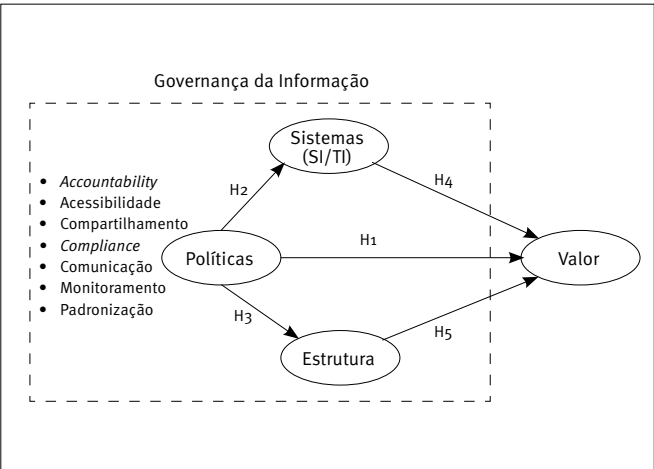 Governança da Informação
Sistemas
(SI/TI)
• Accountability
• Acessibilidade
• Compartilhamento
• Compliance
• Comunicação
• Monitoramento
• Padronização
H2
H4
Políticas
H1
Valor
H3
H5
Estrutura